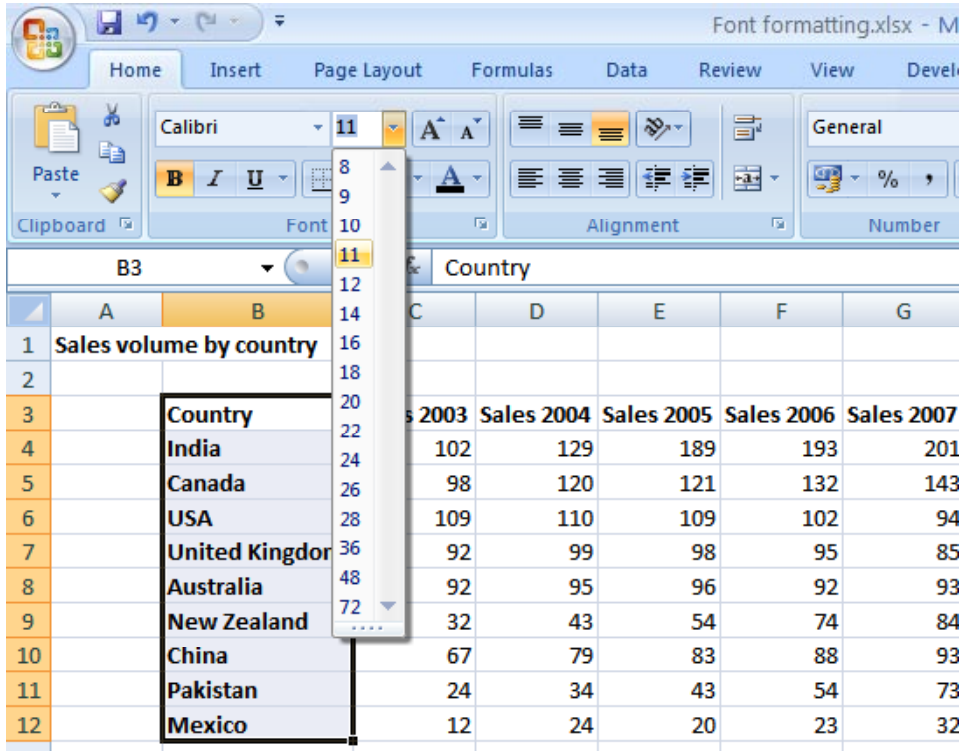 Font formatting.xlsx - M
Home Insert Page Layout Formulas Data Review View Devel
Calibri 11 A A General
Paste B I U A % ,
Clipboard Font Alignment Number
B3 Country
A B C D E F G
1 Sales volume by country
2
3 Country s 2003 Sales 2004 Sales 2005 Sales 2006 Sales 2007
4 India 102 129 189 193 201
5 Canada 98 120 121 132 143
6 USA 109 110 109 102 94
7 United Kingdor 92 99 98 95 85
8 Australia 92 95 96 92 93
9 New Zealand 32 43 54 74 84
10 China 67 79 83 88 93
11 Pakistan 24 34 43 54 73
12 Mexico 12 24 20 23 32
8
9
10
11
12
14
16
18
20
22
24
26
28
36
48
72